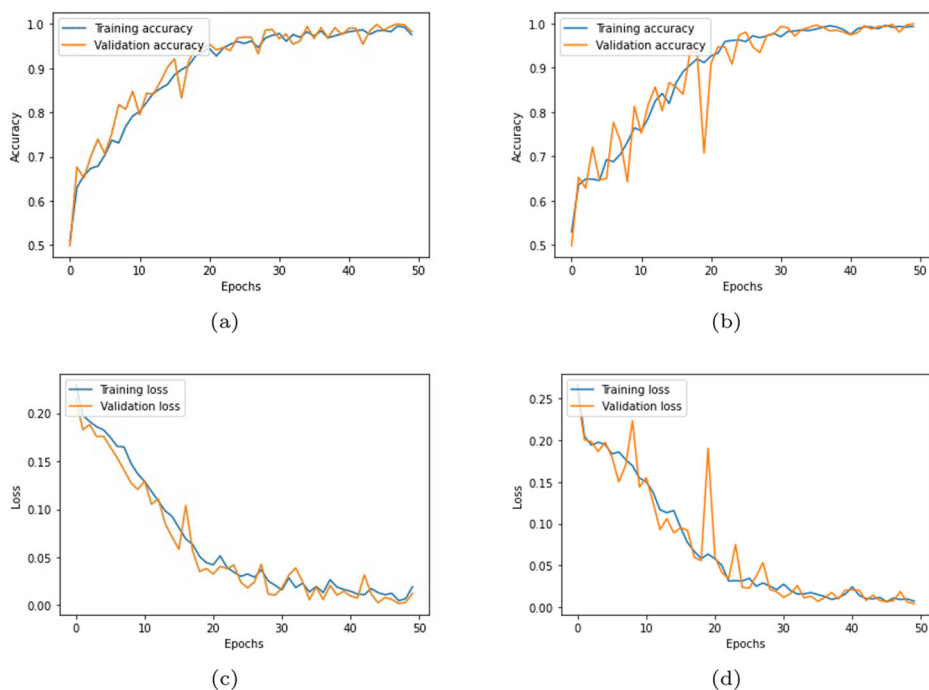 1.0
0.9
0.8
0.7
0.6
0.5
Accuracy
Training accuracy
Validation accuracy
0 10 20 30 40 50
Epochs
(a)
1.0
0.9
0.8
0.7
0.6
0.5
Accuracy
Training accuracy
Validation accuracy
0 10 20 30 40 50
Epochs
(b)
0.20
0.15
0.10
0.05
0.00
Loss
Training loss
Validation loss
0 10 20 30 40 50
Epochs
(c)
0.25
0.20
0.15
0.10
0.05
0.00
Loss
Training loss
Validation loss
0 10 20 30 40 50
Epochs
(d)